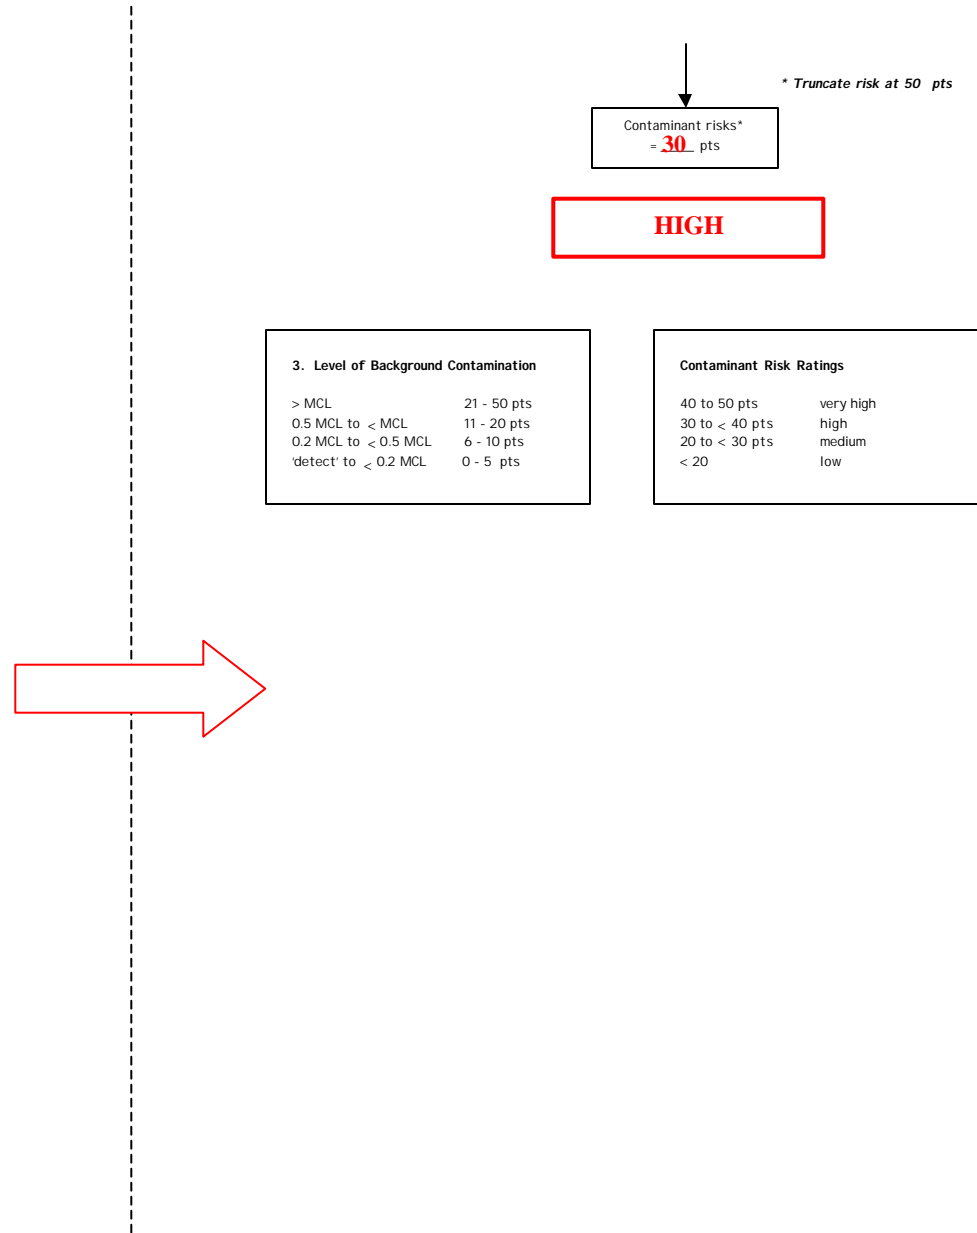 * Truncate risk at 50 pts
Contaminant risks*
= 30 pts
HIGH
3. Level of Background Contamination
> MCL 21 - 50 pts
0.5 MCL to < MCL 11 - 20 pts
0.2 MCL to < 0.5 MCL 6 - 10 pts
'detect' to < 0.2 MCL 0 - 5 pts
Contaminant Risk Ratings
40 to 50 pts very high
30 to < 40 pts high
20 to < 30 pts medium
< 20 low